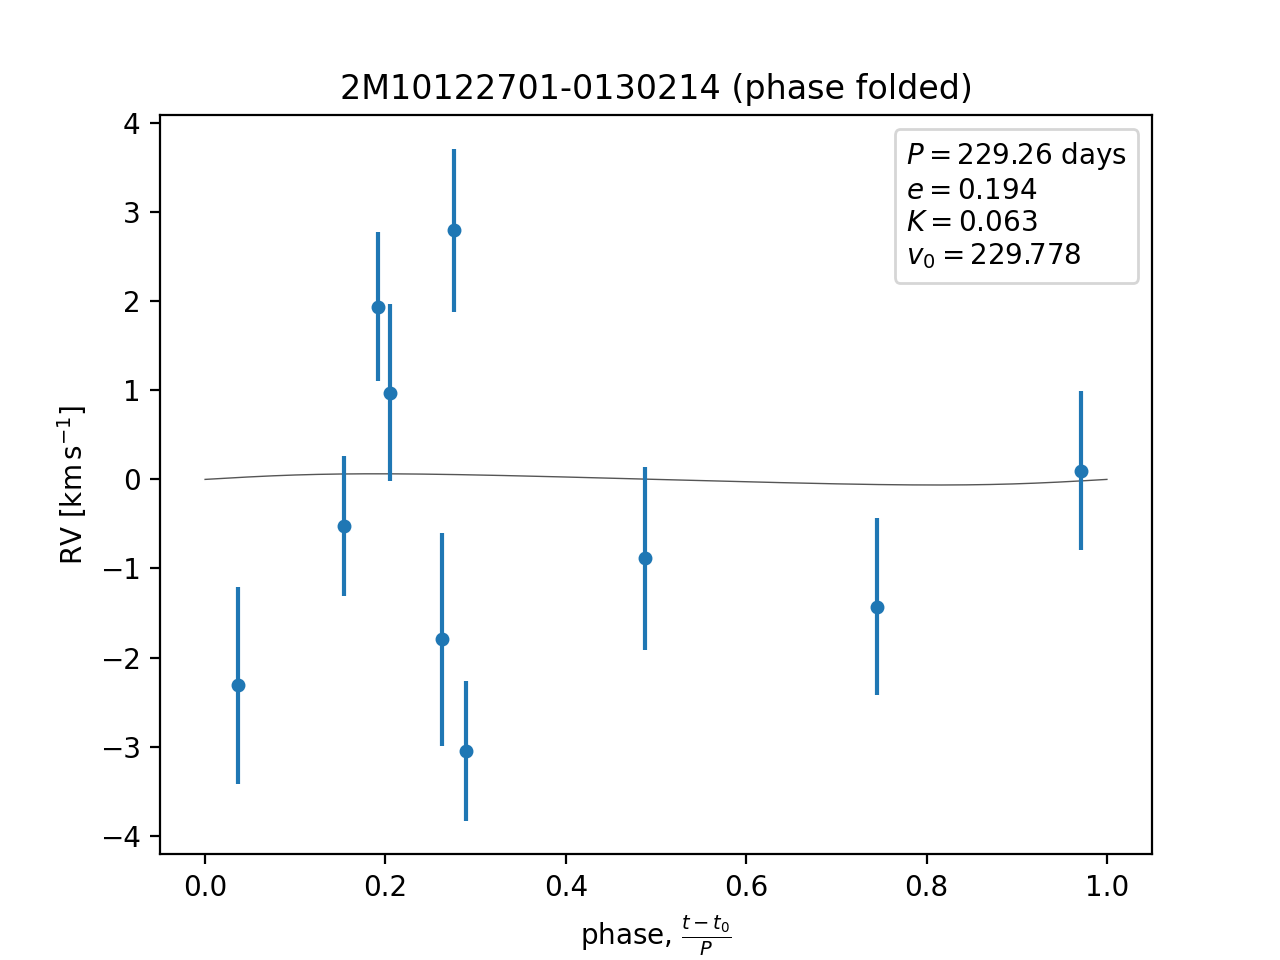 2M10122701-0130214 (phase folded)
P = 229.26 days
e = 0.194
K = 0.063
v₀ = 229.778
4
3
2
1
0
−1
−2
−3
−4
RV [km s⁻¹]
0.0 0.2 0.4 0.6 0.8 1.0
phase, (t − t₀)/P